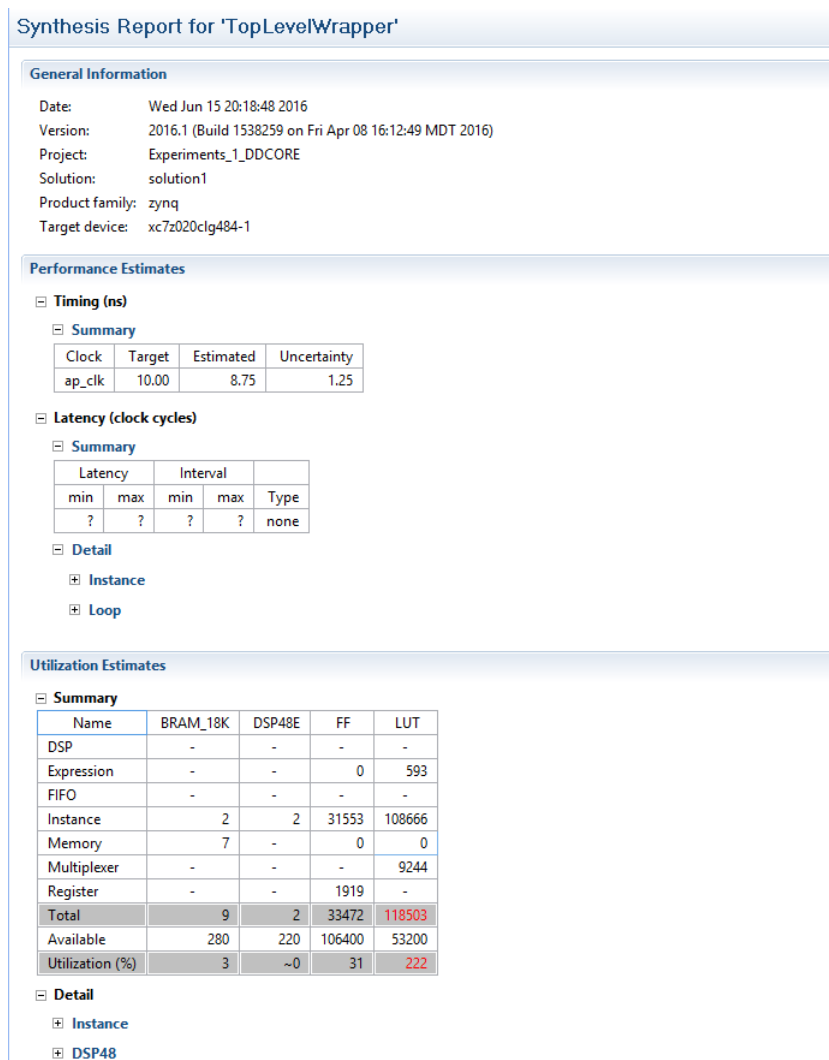 Synthesis Report for 'TopLevelWrapper'
General Information
Date: Wed Jun 15 20:18:48 2016
Version: 2016.1 (Build 1538259 on Fri Apr 08 16:12:49 MDT 2016)
Project: Experiments_1_DDCORE
Solution: solution1
Product family: zynq
Target device: xc7z020clg484-1
Performance Estimates
Timing (ns)
Summary
Clock Target Estimated Uncertainty
ap_clk 10.00 8.75 1.25
Latency (clock cycles)
Summary
Latency Interval
min max min max Type
? ? ? ? none
Detail
Instance
Loop
Utilization Estimates
Summary
Name BRAM_18K DSP48E FF LUT
DSP - - - -
Expression - - 0 593
FIFO - - - -
Instance 2 2 31553 108666
Memory 7 - 0 0
Multiplexer - - - 9244
Register - - 1919 -
Total 9 2 33472 118503
Available 280 220 106400 53200
Utilization (%) 3 ~0 31 222
Detail
Instance
DSP48